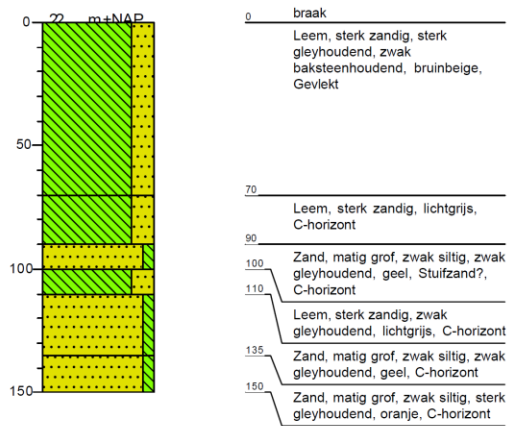 22 m+NAP
0
50
100
150
0 braak
Leem, sterk zandig, sterk
gleyhoudend, zwak
baksteenhoudend, bruinbeige,
Gevlekt
70
Leem, sterk zandig, lichtgrijs,
C-horizont
90
Zand, matig grof, zwak siltig, zwak
gleyhoudend, geel, Stuifzand?,
C-horizont
100
Leem, sterk zandig, zwak
gleyhoudend, lichtgrijs, C-horizont
110
Zand, matig grof, zwak siltig, zwak
gleyhoudend, geel, C-horizont
135
Zand, matig grof, zwak siltig, sterk
gleyhoudend, oranje, C-horizont
150